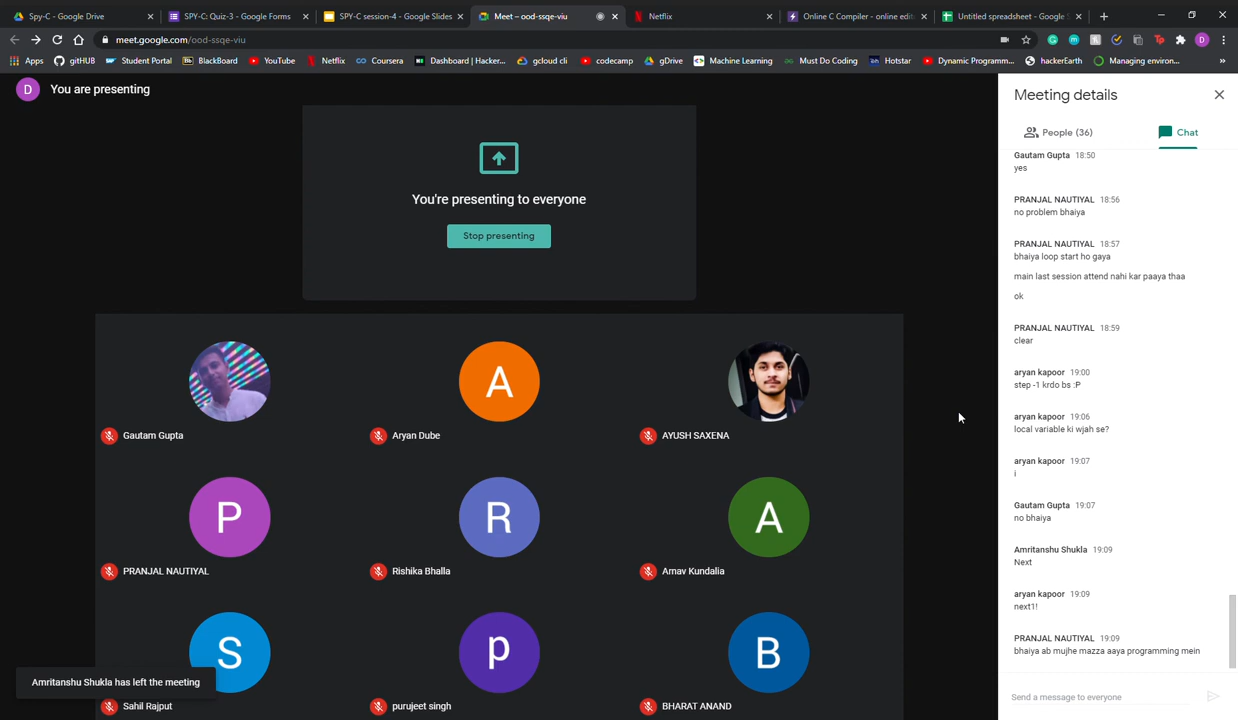 Spy-C - Google Drive
SPY-C: Quiz-3 - Google Forms
SPY-C session-4 - Google Slides
Meet – ood-ssqe-viu
Netflix
Online C Compiler - online edit
Untitled spreadsheet - Google
meet.google.com/ood-ssqe-viu
D
Apps
gitHUB
Student Portal
BlackBoard
YouTube
Netflix
Coursera
Dashboard | Hacker...
gcloud cli
codecamp
gDrive
Machine Learning
Must Do Coding
Hotstar
Dynamic Programm...
hackerEarth
Managing environ...
»
D
You are presenting
You're presenting to everyone
Stop presenting
Gautam Gupta
A
Aryan Dube
AYUSH SAXENA
P
PRANJAL NAUTIYAL
R
Rishika Bhalla
A
Arnav Kundalia
S
Sahil Rajput
p
purujeet singh
B
BHARAT ANAND
Amritanshu Shukla has left the meeting
Meeting details
People (36)
Chat
Gautam Gupta 18:50
yes
PRANJAL NAUTIYAL 18:56
no problem bhaiya
PRANJAL NAUTIYAL 18:57
bhaiya loop start ho gaya
main last session attend nahi kar paaya thaa
ok
PRANJAL NAUTIYAL 18:59
clear
aryan kapoor 19:00
step -1 krdo bs :P
aryan kapoor 19:06
local variable ki wjah se?
aryan kapoor 19:07
i
Gautam Gupta 19:07
no bhaiya
Amritanshu Shukla 19:09
Next
aryan kapoor 19:09
next1!
PRANJAL NAUTIYAL 19:09
bhaiya ab mujhe mazza aaya programming mein
Send a message to everyone